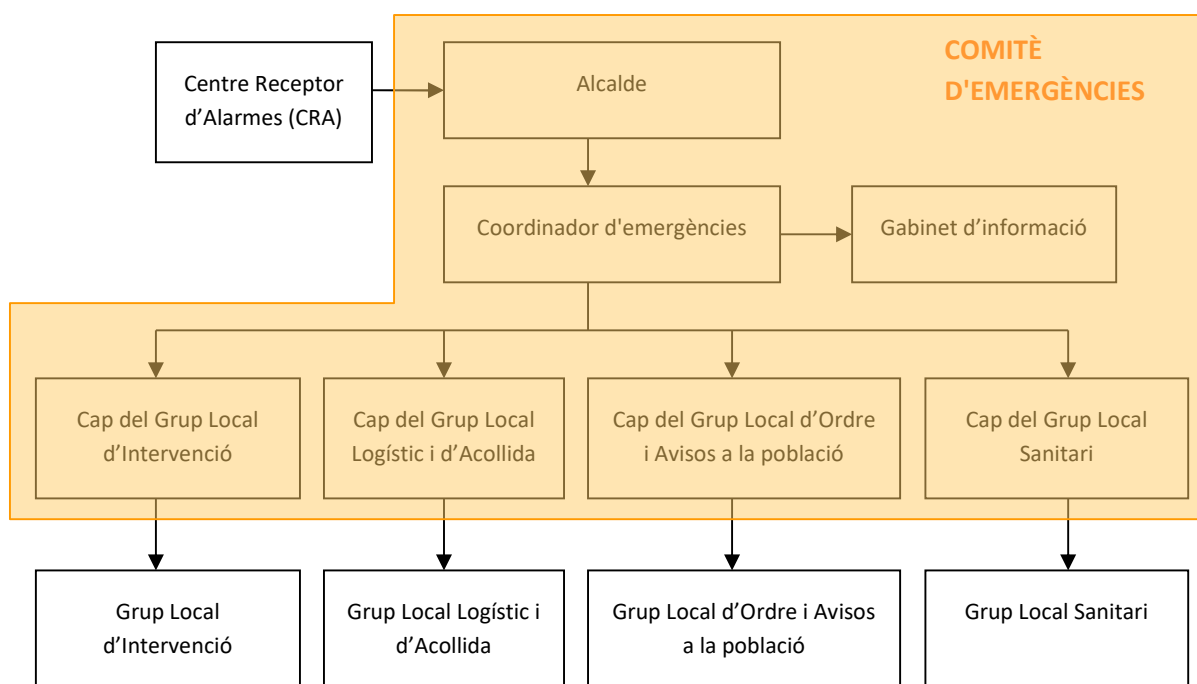 COMITÈ
D'EMERGÈNCIES
Centre Receptor
d’Alarmes (CRA)
Alcalde
Coordinador d'emergències
Gabinet d’informació
Cap del Grup Local
d’Intervenció
Cap del Grup Local
Logístic i d’Acollida
Cap del Grup Local d’Ordre
i Avisos a la població
Cap del Grup Local
Sanitari
Grup Local
d’Intervenció
Grup Local Logístic i
d’Acollida
Grup Local d’Ordre i Avisos
a la població
Grup Local Sanitari